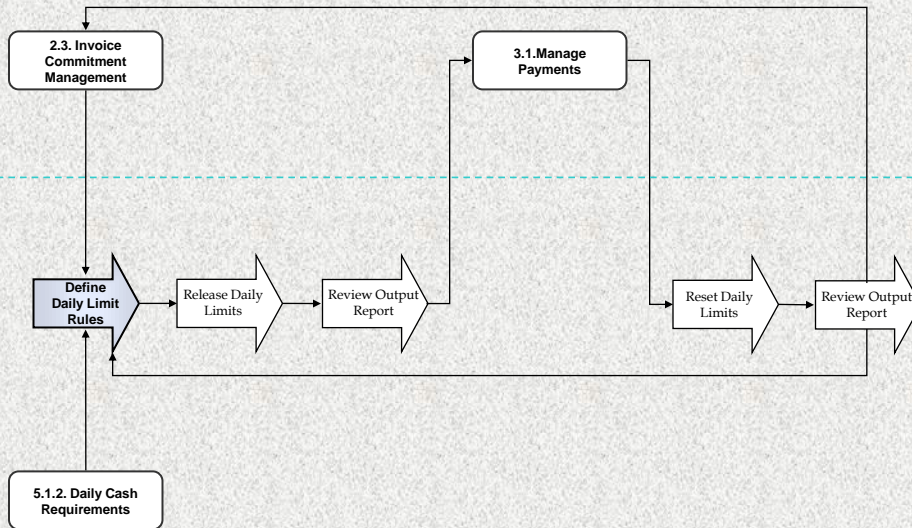 2.3. Invoice
Commitment
Management
3.1.Manage
Payments
Define
Daily Limit
Rules
Release Daily
Limits
Review Output
Report
Reset Daily
Limits
Review Output
Report
5.1.2. Daily Cash
Requirements